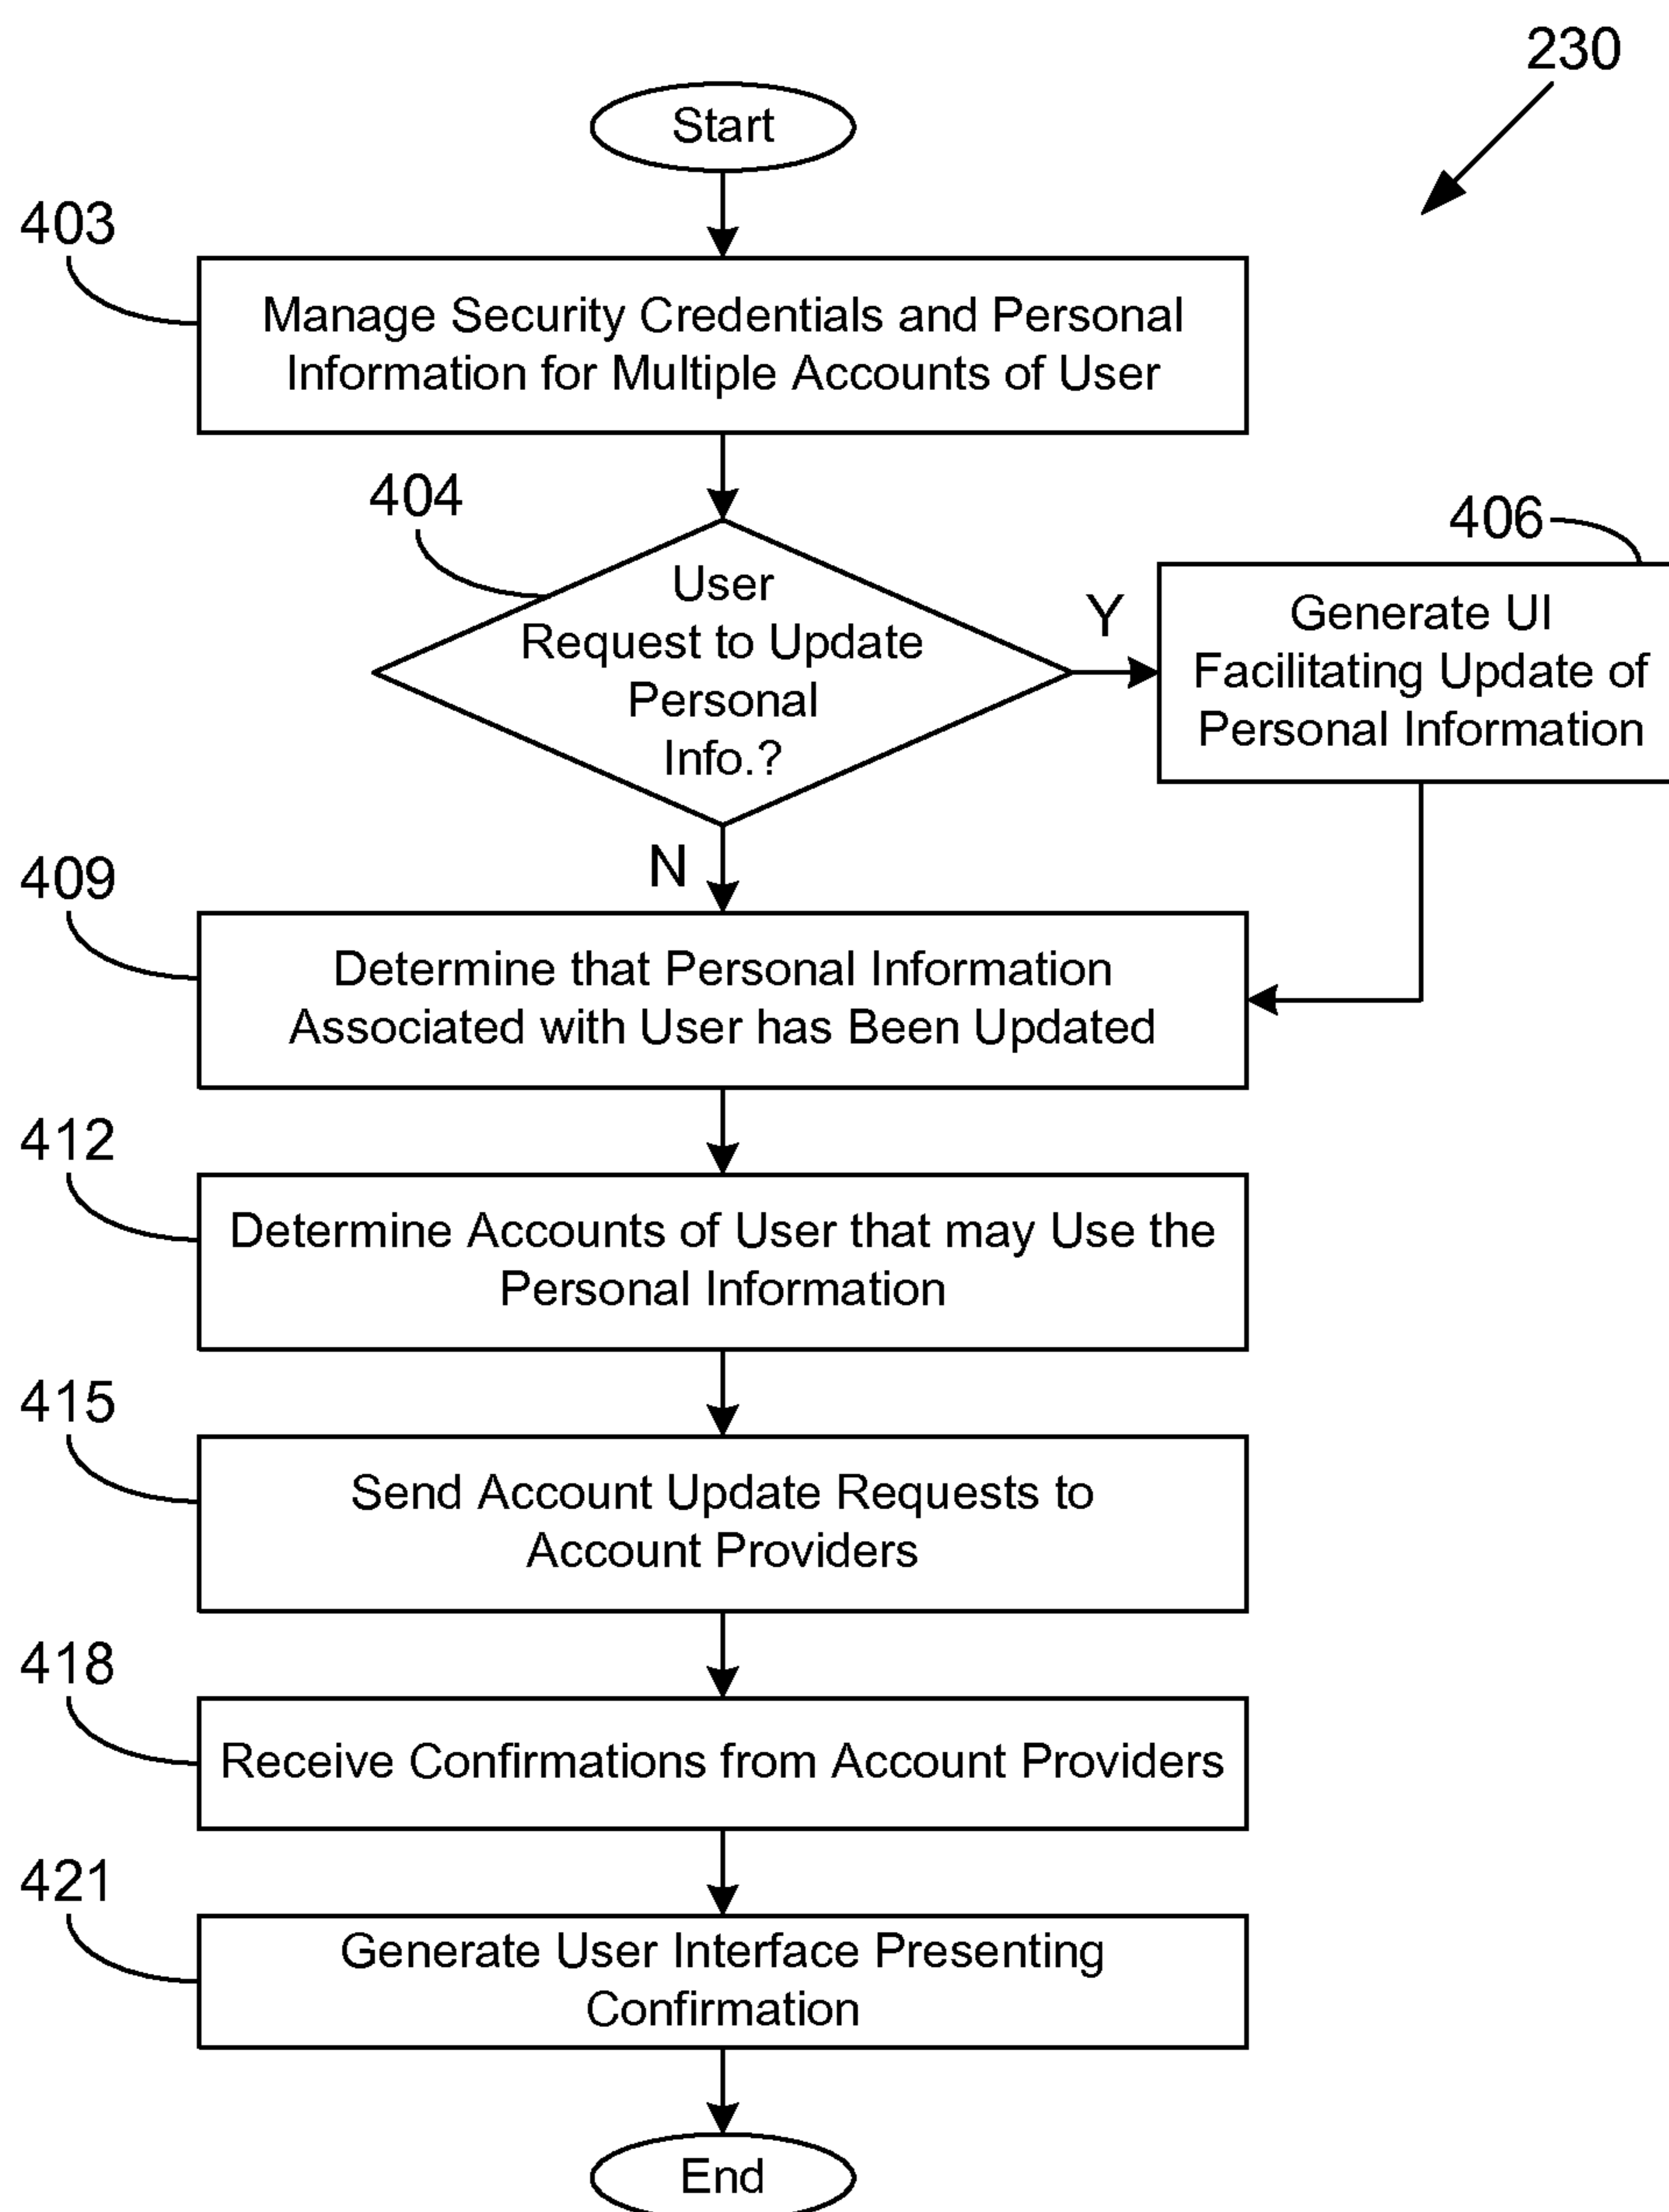 230
Start
403
Manage Security Credentials and Personal
Information for Multiple Accounts of User
404
User
Request to Update
Personal
Info.?
Y
406
Generate UI
Facilitating Update of
Personal Information
N
409
Determine that Personal Information
Associated with User has Been Updated
412
Determine Accounts of User that may Use the
Personal Information
415
Send Account Update Requests to
Account Providers
418
Receive Confirmations from Account Providers
421
Generate User Interface Presenting
Confirmation
End